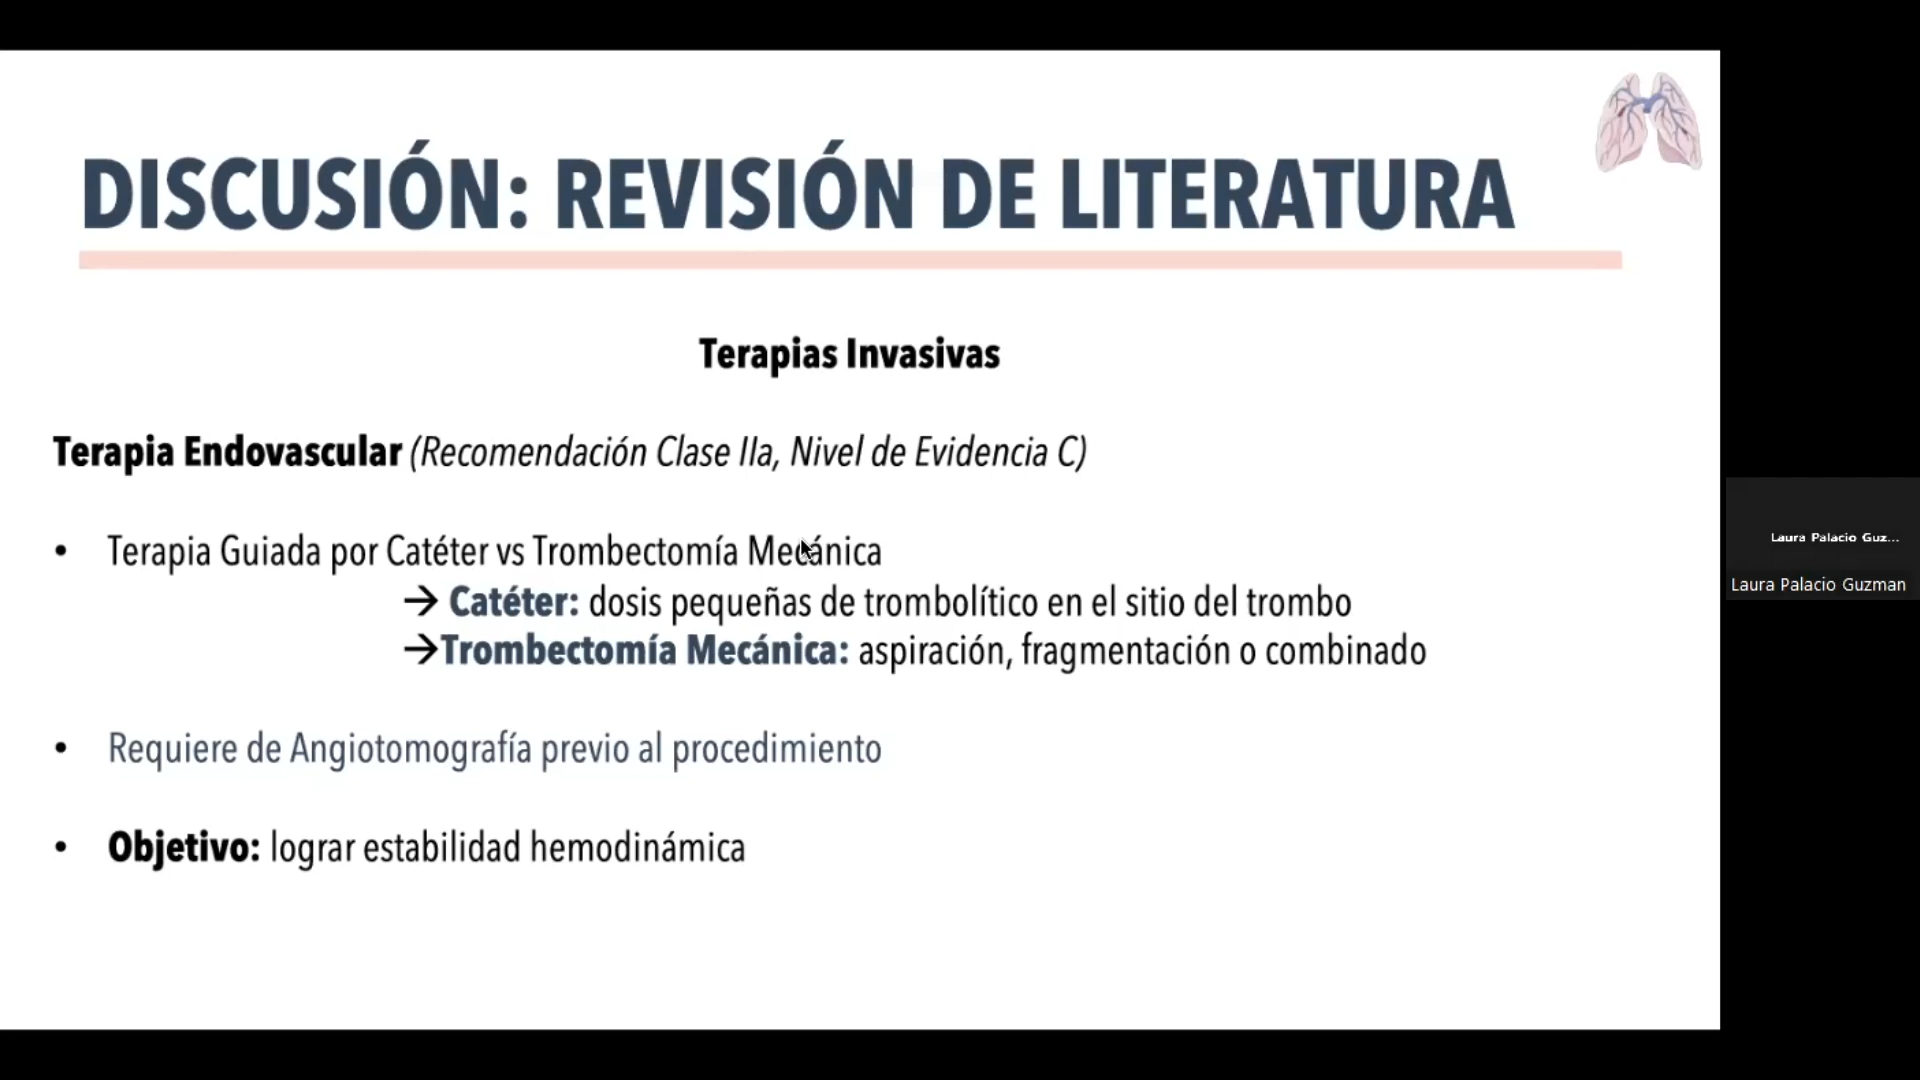 DISCUSIÓN: REVISIÓN DE LITERATURA
Terapias Invasivas
Terapia Endovascular (Recomendación Clase IIa, Nivel de Evidencia C)
• Terapia Guiada por Catéter vs Trombectomía Mecánica
→ Catéter: dosis pequeñas de trombolítico en el sitio del trombo
→Trombectomía Mecánica: aspiración, fragmentación o combinado
• Requiere de Angiotomografía previo al procedimiento
• Objetivo: lograr estabilidad hemodinámica
Laura Palacio Guz...
Laura Palacio Guzman